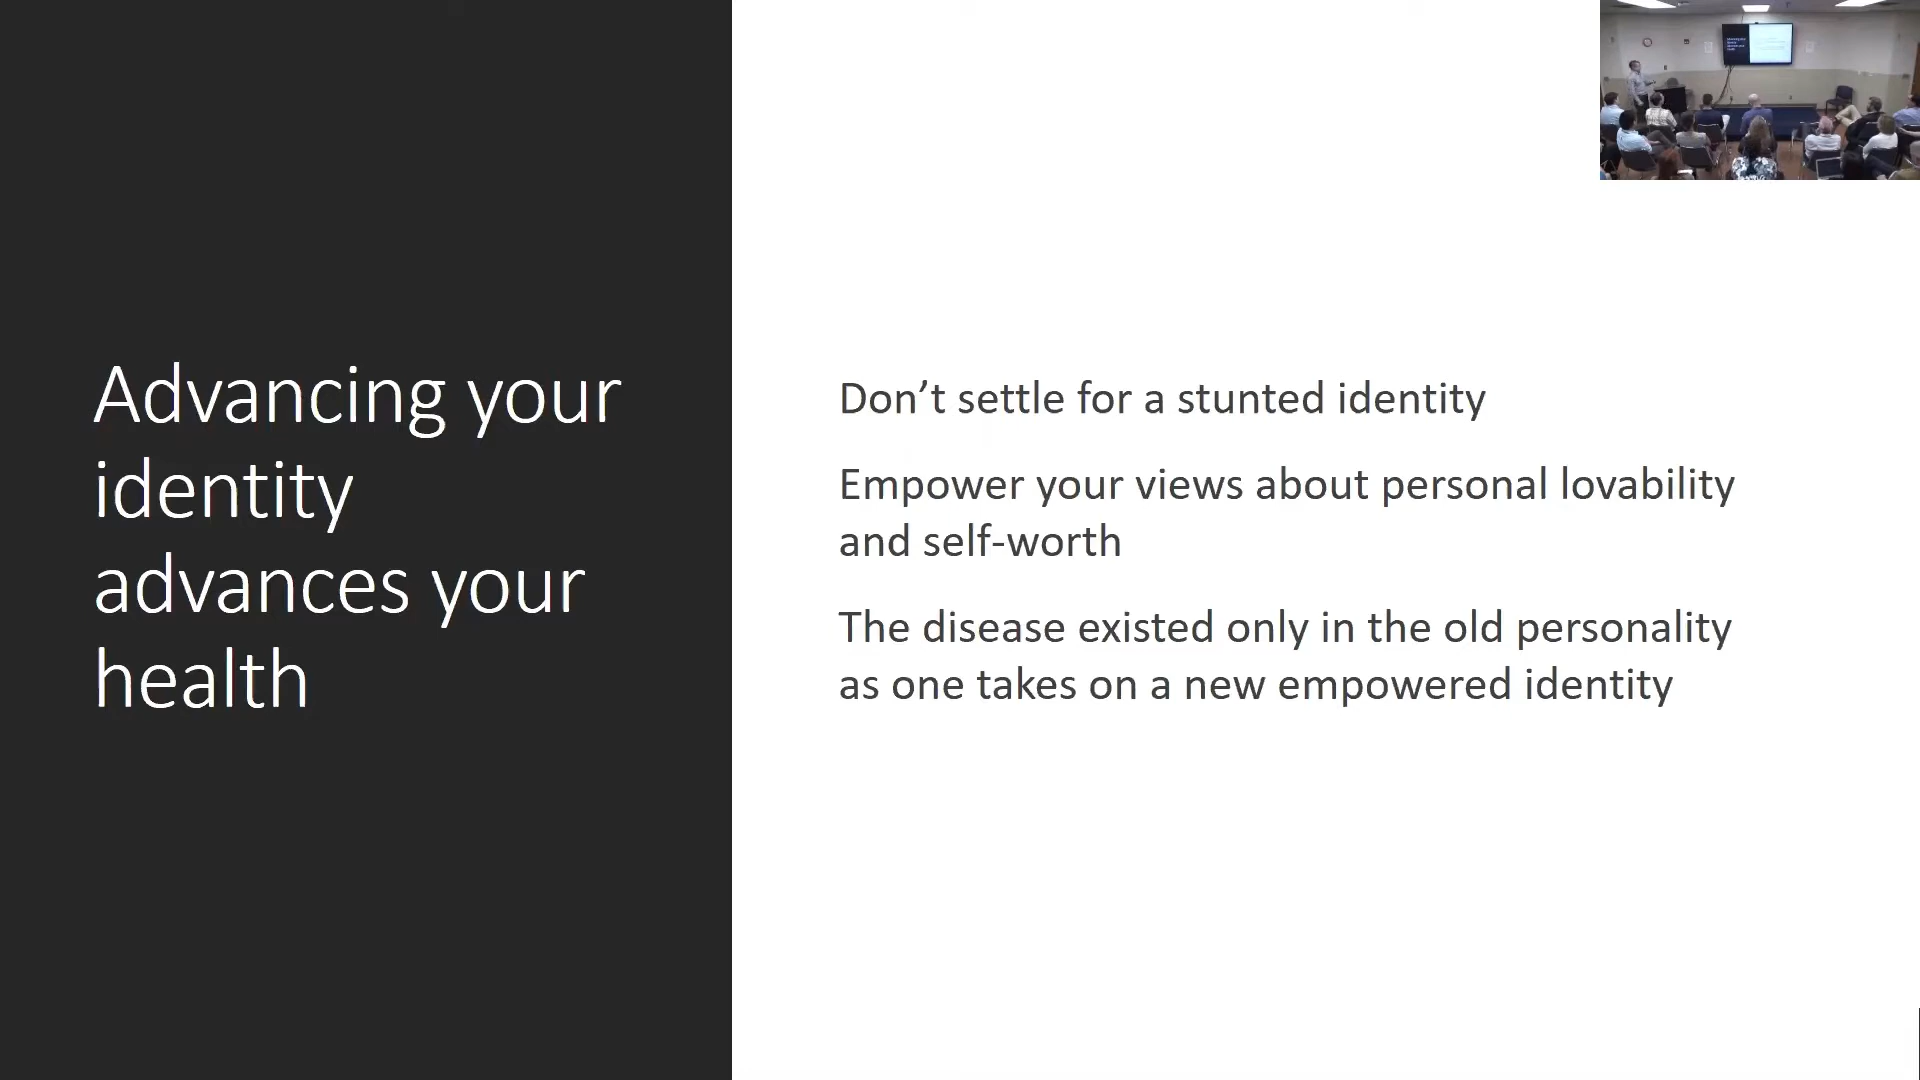 Advancing your
identity
advances your
health
Don’t settle for a stunted identity
Empower your views about personal lovability
and self-worth
The disease existed only in the old personality
as one takes on a new empowered identity